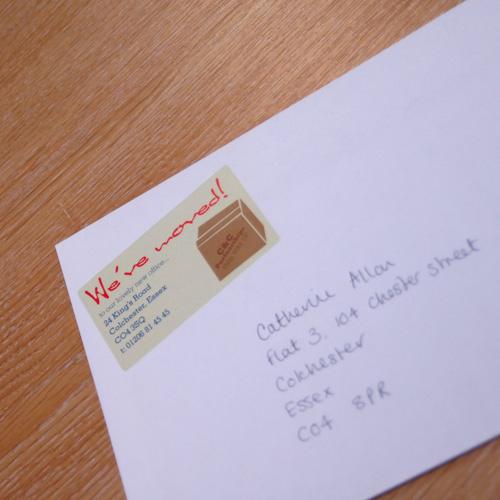 We've moved!
to our lovely new office...
24 King's Road
Colchester, Essex
CO4 3SQ
t: 01206 81 45 45
C&C
Catherine Allan
Flat 3, 104 Chester Street
Colchester
Essex
CO4 8PR